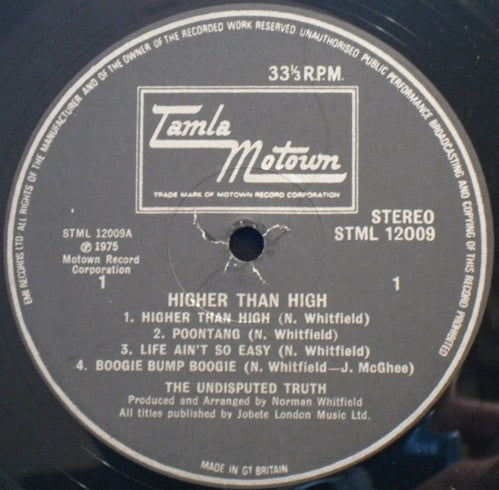 EMI RECORDS LTD ALL RIGHTS OF THE MANUFACTURER AND OF THE OWNER OF THE RECORDED WORK RESERVED UNAUTHORISED PUBLIC PERFORMANCE BROADCASTING AND COPYING OF THIS RECORD PROHIBITED
33⅓ R.P.M.
Tamla
Motown
TRADE MARK OF MOTOWN RECORD CORPORATION
STML 12009A
℗ 1975
Motown Record
Corporation
1
STEREO
STML 12009
1
HIGHER THAN HIGH
1. HIGHER THAN HIGH (N. Whitfield)
2. POONTANG (N. Whitfield)
3. LIFE AIN'T SO EASY (N. Whitfield)
4. BOOGIE BUMP BOOGIE (N. Whitfield—J. McGhee)
THE UNDISPUTED TRUTH
Produced and Arranged by Norman Whitfield
All titles published by Jobete London Music Ltd.
MADE IN GT BRITAIN